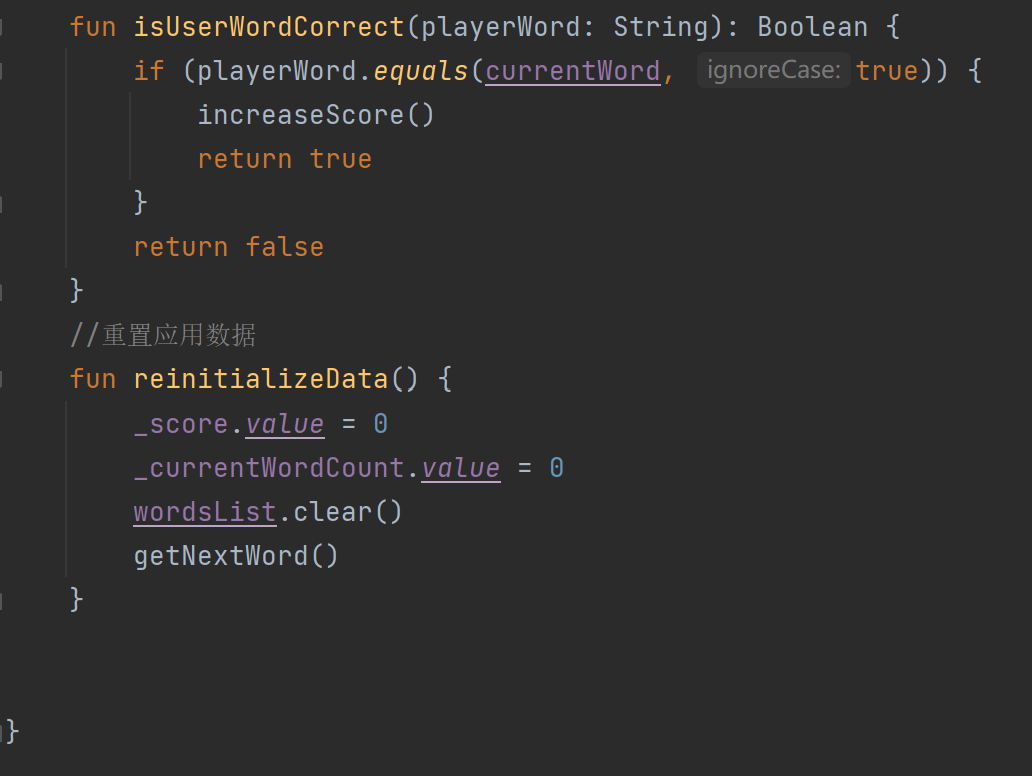 fun isUserWordCorrect(playerWord: String): Boolean {
if (playerWord.equals(currentWord, ignoreCase: true)) {
increaseScore()
return true
}
return false
}
//重置应用数据
fun reinitializeData() {
_score.value = 0
_currentWordCount.value = 0
wordsList.clear()
getNextWord()
}
}